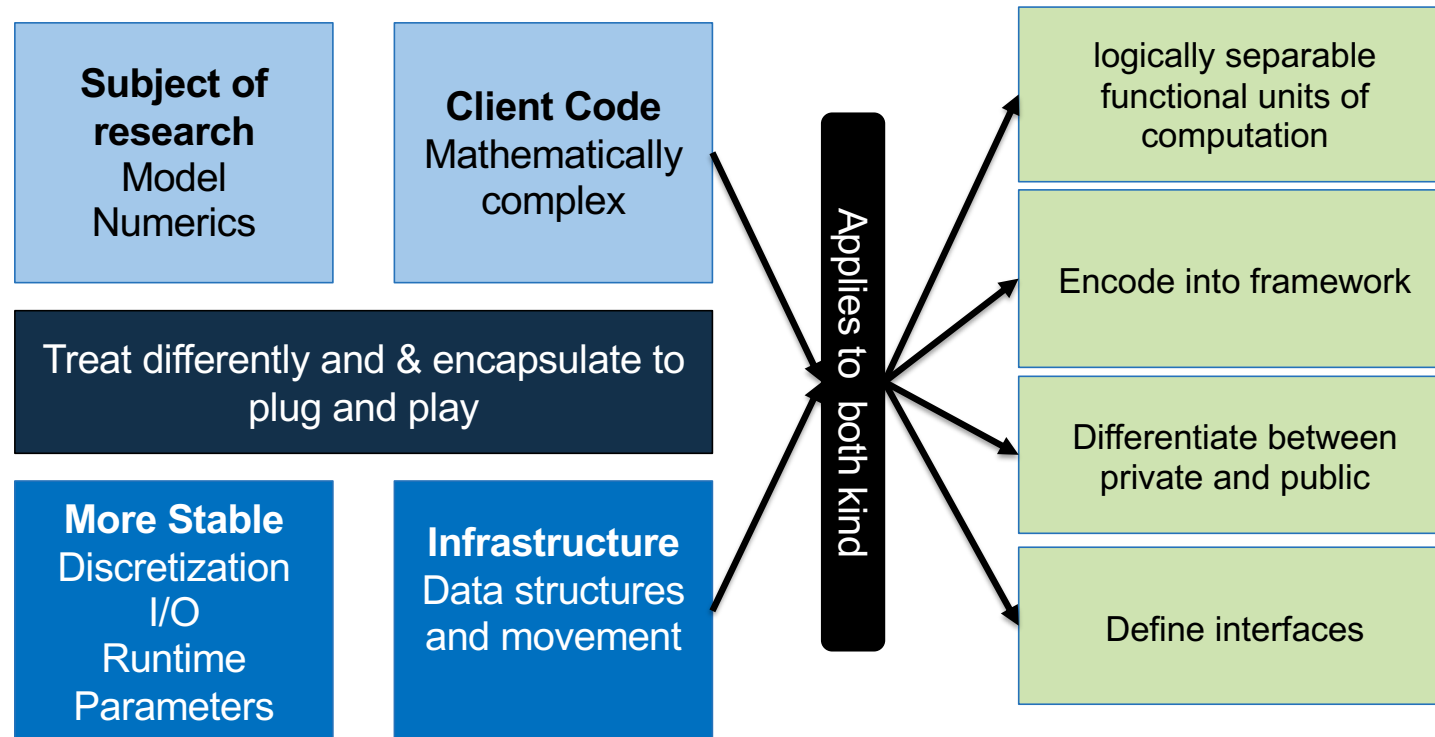 Subject of
research
Model
Numerics
Client Code
Mathematically
complex
Treat differently and & encapsulate to
plug and play
More Stable
Discretization
I/O
Runtime
Parameters
Infrastructure
Data structures
and movement
Applies to both kind
logically separable
functional units of
computation
Encode into framework
Differentiate between
private and public
Define interfaces